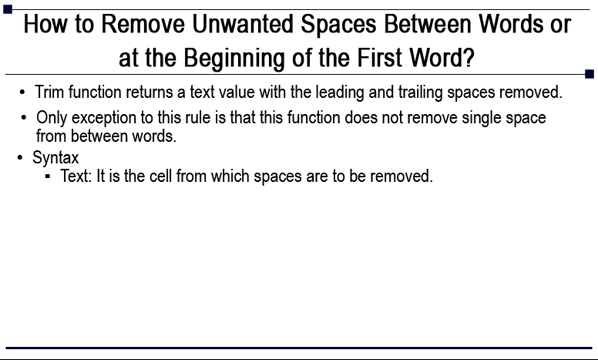 How to Remove Unwanted Spaces Between Words or
at the Beginning of the First Word?
• Trim function returns a text value with the leading and trailing spaces removed.
• Only exception to this rule is that this function does not remove single space
from between words.
• Syntax
▪ Text: It is the cell from which spaces are to be removed.